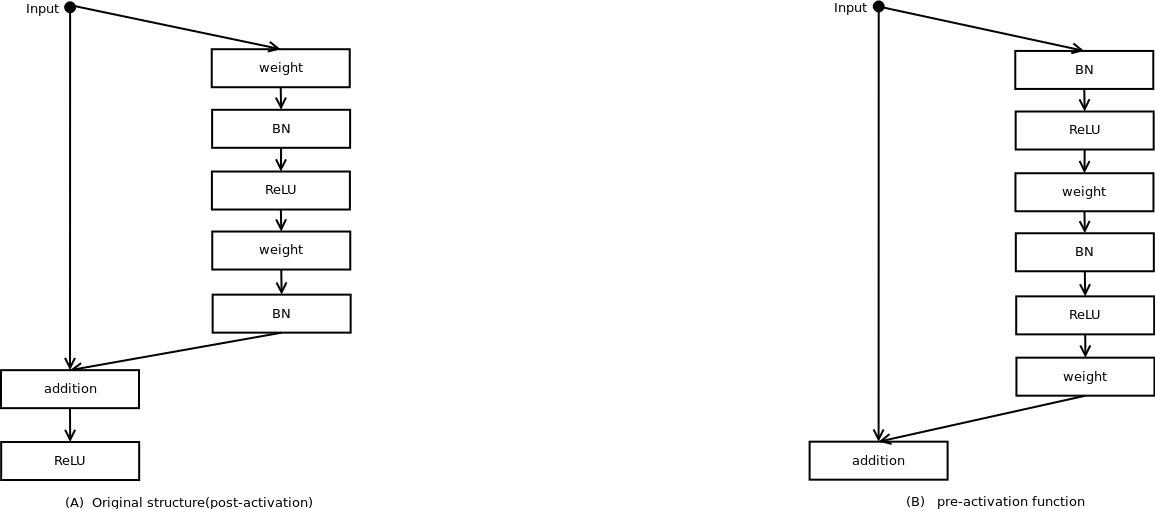 Input
weight
BN
ReLU
weight
BN
addition
ReLU
(A) Original structure(post-activation)
Input
BN
ReLU
weight
BN
ReLU
weight
addition
(B) pre-activation function